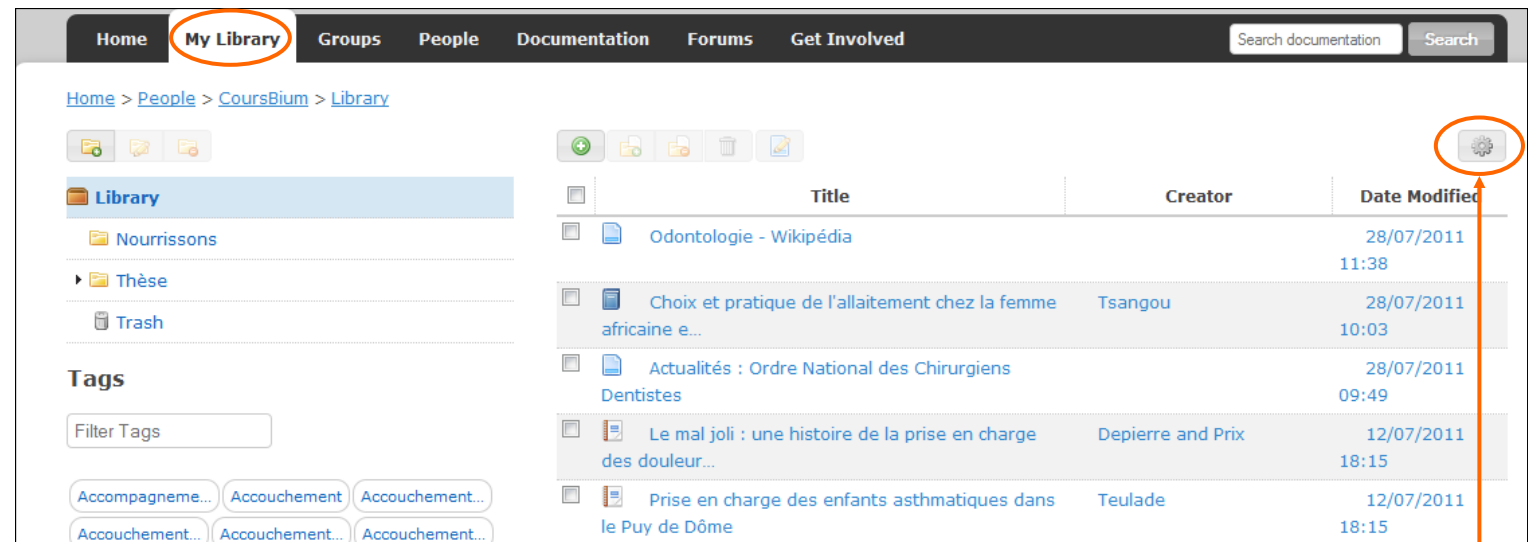 Home My Library Groups People Documentation Forums Get Involved Search documentation Search
Home > People > CoursBium > Library
Library
Nourrissons
Thèse
Trash
Tags
Filter Tags
Accompagneme... Accouchement Accouchement...
Accouchement... Accouchement... Accouchement...
Title Creator Date Modified
Odontologie - Wikipédia 28/07/2011
11:38
Choix et pratique de l'allaitement chez la femme Tsangou 28/07/2011
africaine e... 10:03
Actualités : Ordre National des Chirurgiens 28/07/2011
Dentistes 09:49
Le mal joli : une histoire de la prise en charge Depierre and Prix 12/07/2011
des douleur... 18:15
Prise en charge des enfants asthmatiques dans Teulade 12/07/2011
le Puy de Dôme 18:15